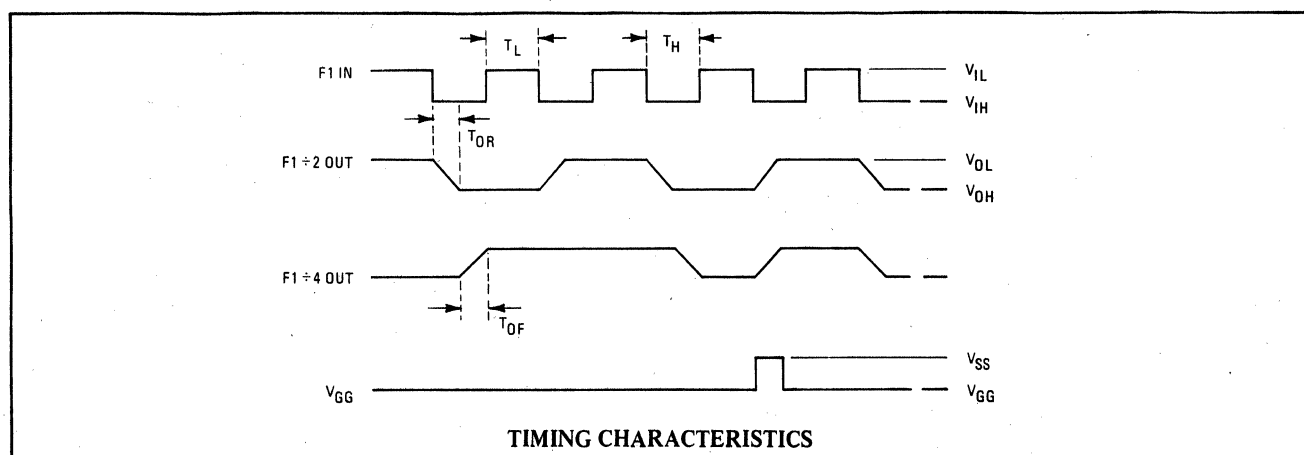 T_L
T_H
F1 IN
V_IL
V_IH
T_OR
F1 ÷ 2 OUT
V_OL
V_OH
F1 ÷ 4 OUT
T_OF
V_SS
V_GG
V_GG
TIMING CHARACTERISTICS